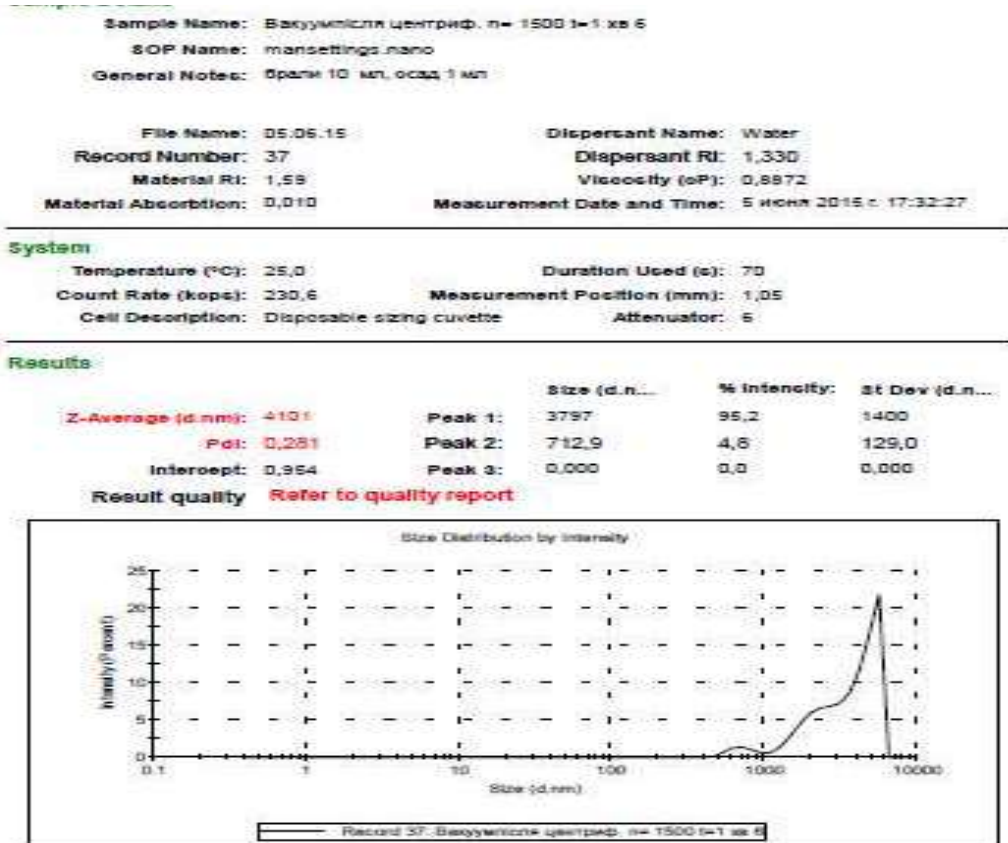 Sample Name: Вакуумпісля центриф. n= 1500 t=1 хв 6
SOP Name: mansettings.nano
General Notes: брали 10 мл, осад 1 мл
File Name: 05.06.15 Dispersant Name: Water
Record Number: 37 Dispersant RI: 1,330
Material RI: 1,59 Viscosity (cP): 0,8872
Material Absorbtion: 0,010 Measurement Date and Time: 5 июня 2015 г. 17:32:27
System
Temperature (ºC): 25,0 Duration Used (s): 70
Count Rate (kcps): 230,6 Measurement Position (mm): 1,05
Cell Description: Disposable sizing cuvette Attenuator: 6
Results
Size (d.n... % Intensity: St Dev (d.n...
Z-Average (d.nm): 4101 Peak 1: 3797 95,2 1400
PdI: 0,281 Peak 2: 712,9 4,8 129,0
Intercept: 0,954 Peak 3: 0,000 0,0 0,000
Result quality Refer to quality report
Size Distribution by Intensity
Intensity (Percent)
25
20
15
10
5
0
0.1 1 10 100 1000 10000
Size (d.nm)
Record 37: Вакуумпісля центриф. n= 1500 t=1 хв 6